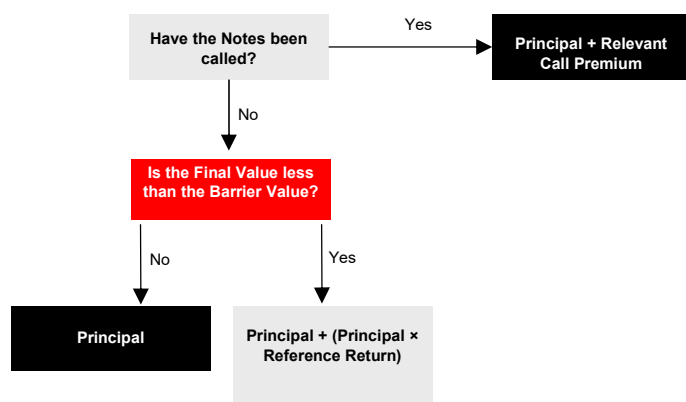 Have the Notes been
called?
Yes
Principal + Relevant
Call Premium
No
Is the Final Value less
than the Barrier Value?
No
Yes
Principal
Principal + (Principal ×
Reference Return)